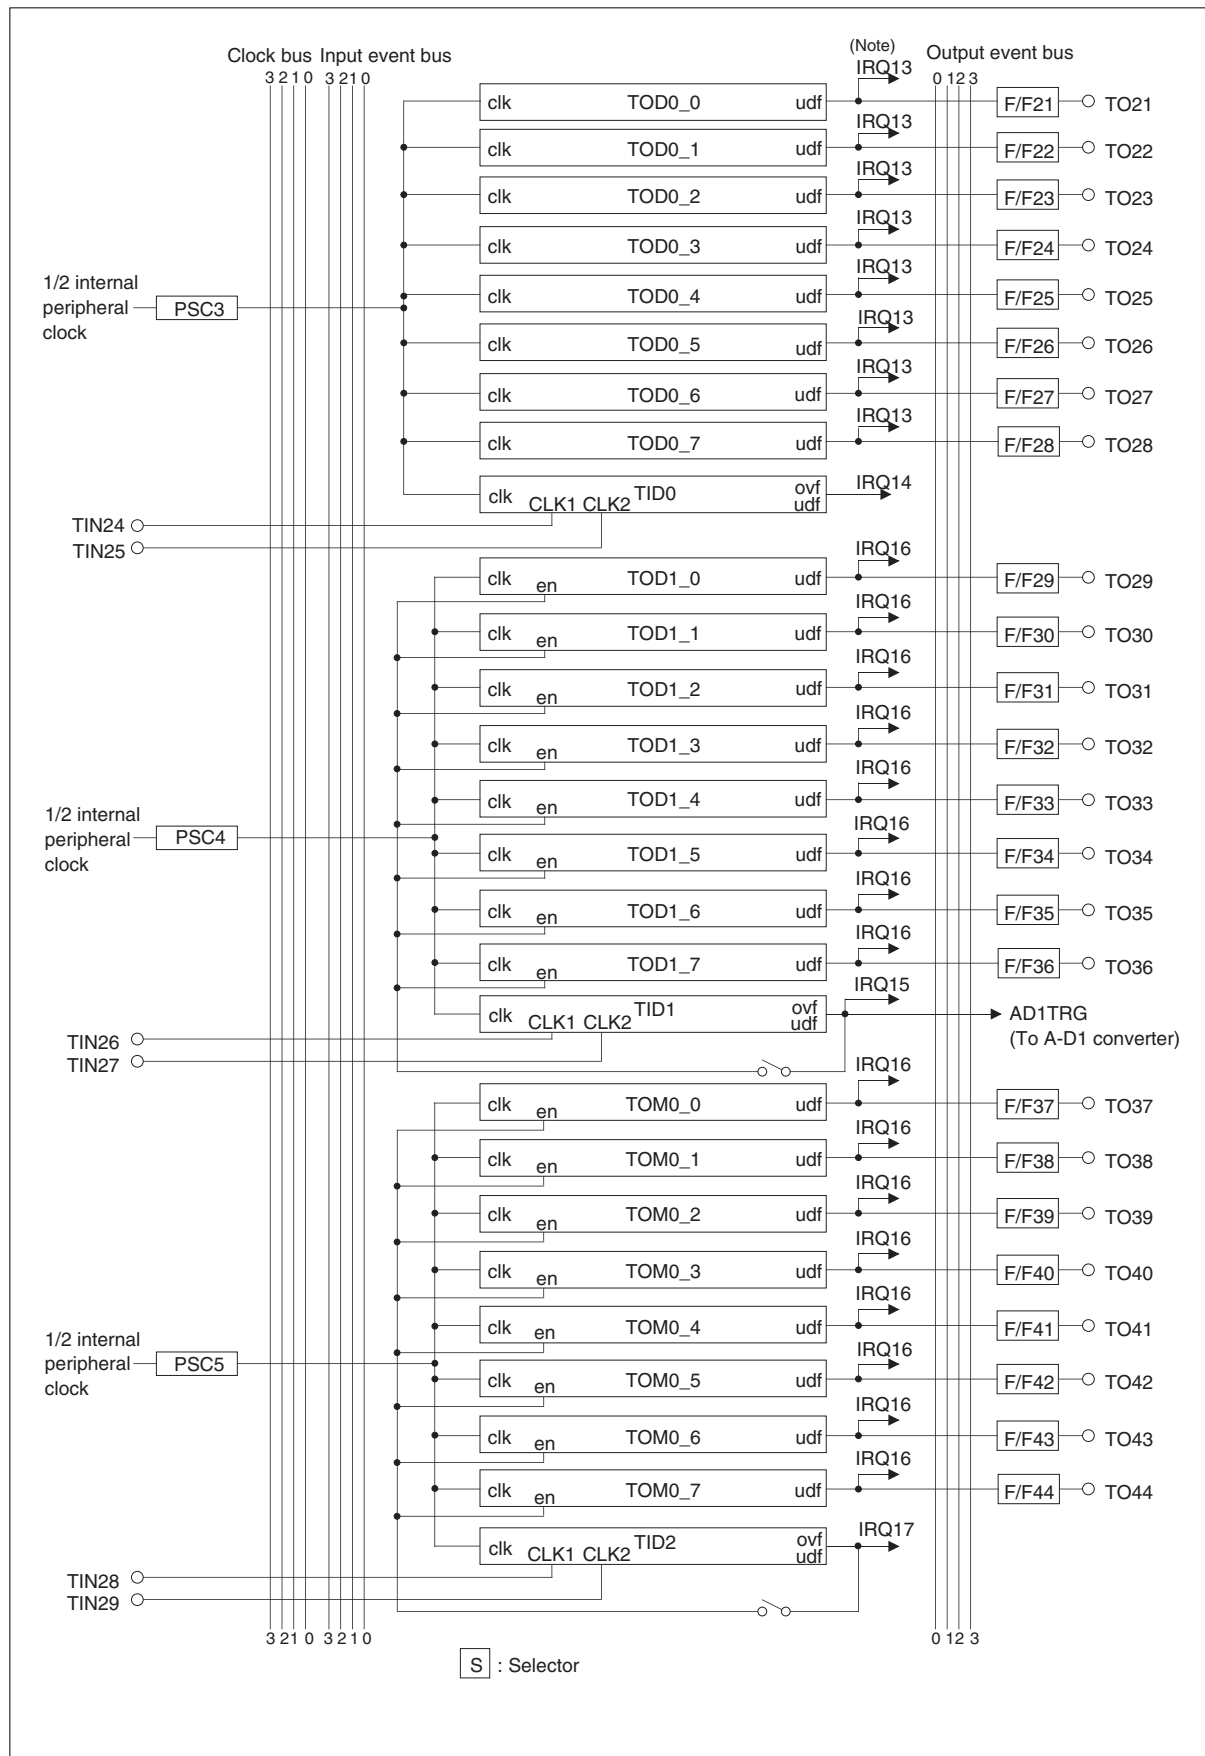 Clock bus Input event bus (Note) Output event bus
3 2 1 0 3 2 1 0 IRQ13 0 1 2 3
clk TOD0_0 udf F/F21 TO21
IRQ13
clk TOD0_1 udf F/F22 TO22
IRQ13
clk TOD0_2 udf F/F23 TO23
IRQ13
clk TOD0_3 udf F/F24 TO24
IRQ13
1/2 internal
peripheral
clock
PSC3
clk TOD0_4 udf F/F25 TO25
IRQ13
clk TOD0_5 udf F/F26 TO26
IRQ13
clk TOD0_6 udf F/F27 TO27
IRQ13
clk TOD0_7 udf F/F28 TO28
clk CLK1 CLK2 TID0 ovf udf IRQ14
TIN24
TIN25
IRQ16
clk en TOD1_0 udf F/F29 TO29
IRQ16
clk en TOD1_1 udf F/F30 TO30
IRQ16
clk en TOD1_2 udf F/F31 TO31
IRQ16
clk en TOD1_3 udf F/F32 TO32
IRQ16
clk en TOD1_4 udf F/F33 TO33
1/2 internal
peripheral
clock
PSC4
IRQ16
clk en TOD1_5 udf F/F34 TO34
IRQ16
clk en TOD1_6 udf F/F35 TO35
IRQ16
clk en TOD1_7 udf F/F36 TO36
IRQ15
clk CLK1 CLK2 TID1 ovf udf AD1TRG
(To A-D1 converter)
TIN26
TIN27
IRQ16
clk en TOM0_0 udf F/F37 TO37
IRQ16
clk en TOM0_1 udf F/F38 TO38
IRQ16
clk en TOM0_2 udf F/F39 TO39
IRQ16
clk en TOM0_3 udf F/F40 TO40
IRQ16
clk en TOM0_4 udf F/F41 TO41
1/2 internal
peripheral
clock
PSC5
IRQ16
clk en TOM0_5 udf F/F42 TO42
IRQ16
clk en TOM0_6 udf F/F43 TO43
IRQ16
clk en TOM0_7 udf F/F44 TO44
clk CLK1 CLK2 TID2 ovf udf IRQ17
TIN28
TIN29
3 2 1 0 3 2 1 0 0 1 2 3
S : Selector